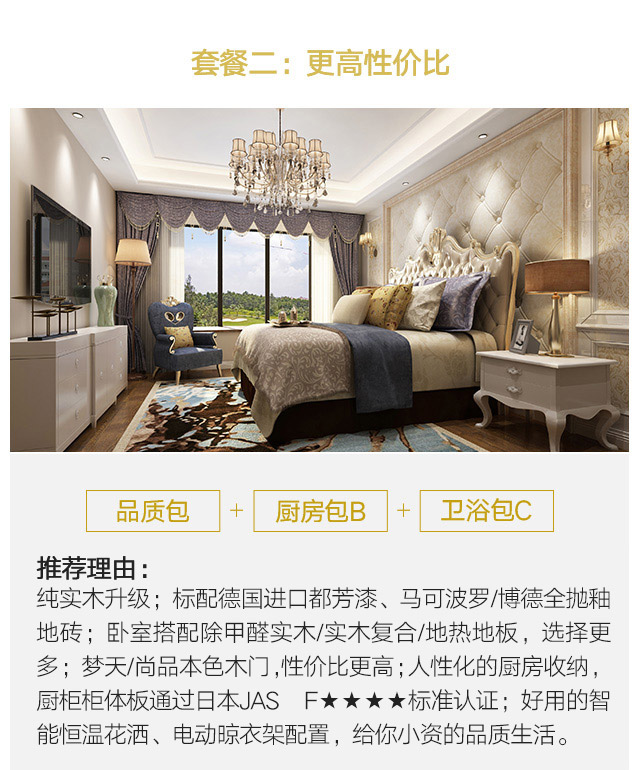 套餐二：更高性价比
品质包 + 厨房包B + 卫浴包C
推荐理由：
纯实木升级；标配德国进口都芳漆、马可波罗/博德全抛釉
地砖；卧室搭配除甲醛实木/实木复合/地热地板，选择更
多；梦天/尚品本色木门,性价比更高;人性化的厨房收纳，
厨柜柜体板通过日本JAS F★★★★标准认证；好用的智
能恒温花洒、电动晾衣架配置，给你小资的品质生活。